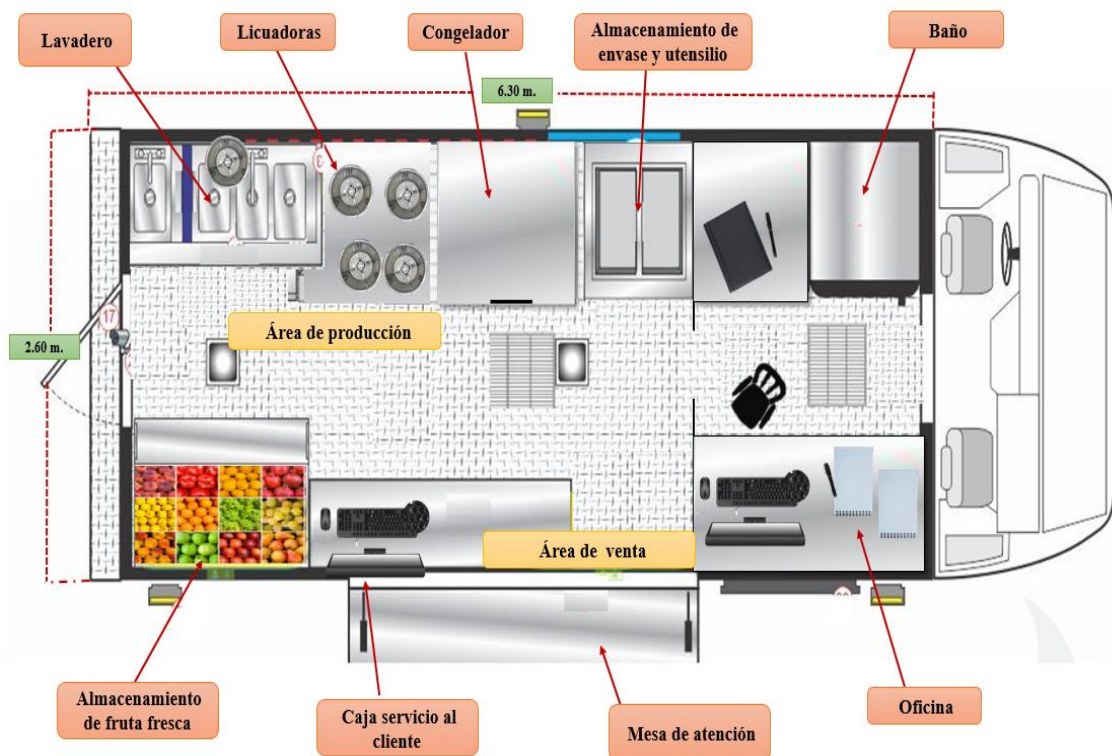 Lavadero
Licuadoras
Congelador
Almacenamiento de
envase y utensilio
Baño
6.30 m.
17
2.60 m.
Área de producción
Área de venta
Almacenamiento
de fruta fresca
Caja servicio al
cliente
Mesa de atención
Oficina